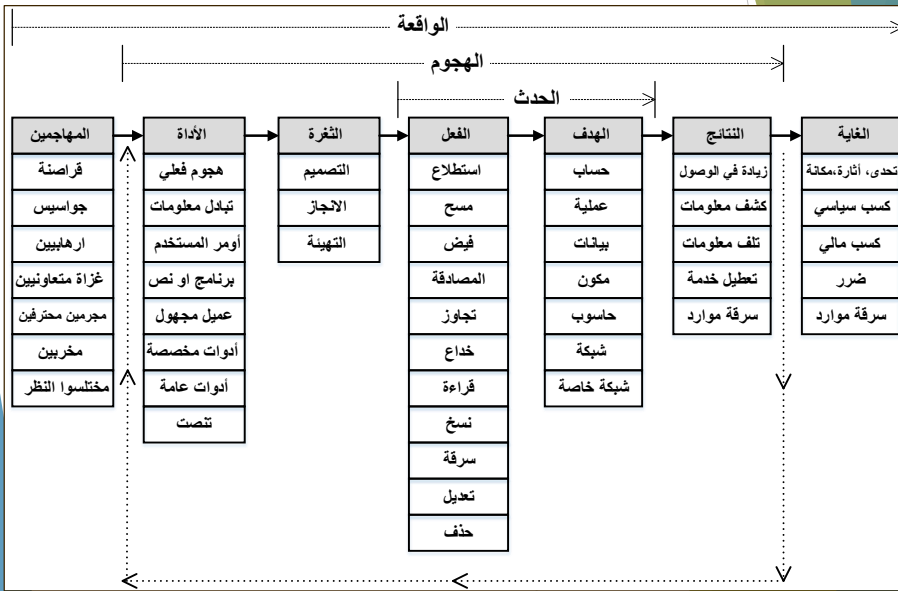 الواقعة
الهجوم
الحدث
المهاجمين
قراصنة
جواسيس
ارهابيين
غزاة متعاونيين
مجرمين محترفين
مخربين
مختلسوا النظر
الأداة
هجوم فعلي
تبادل معلومات
أومر المستخدم
برنامج او نص
عميل مجهول
أدوات مخصصة
أدوات عامة
تنصت
الثغرة
التصميم
الانجاز
التهيئة
الفعل
استطلاع
مسح
فيض
المصادقة
تجاوز
خداع
قراءة
نسخ
سرقة
تعديل
حذف
الهدف
حساب
عملية
بيانات
مكون
حاسوب
شبكة
شبكة خاصة
النتائج
زيادة في الوصول
كشف معلومات
تلف معلومات
تعطيل خدمة
سرقة موارد
الغاية
تحدى، أثارة،مكانة
كسب سياسي
كسب مالي
ضرر
سرقة موارد